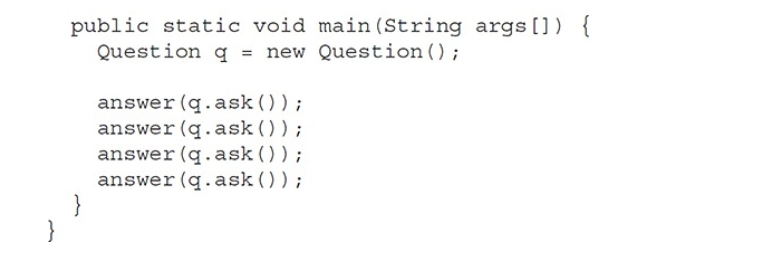 public static void main(String args[]) {
Question q = new Question();
answer(q.ask());
answer(q.ask());
answer(q.ask());
answer(q.ask());
}
}